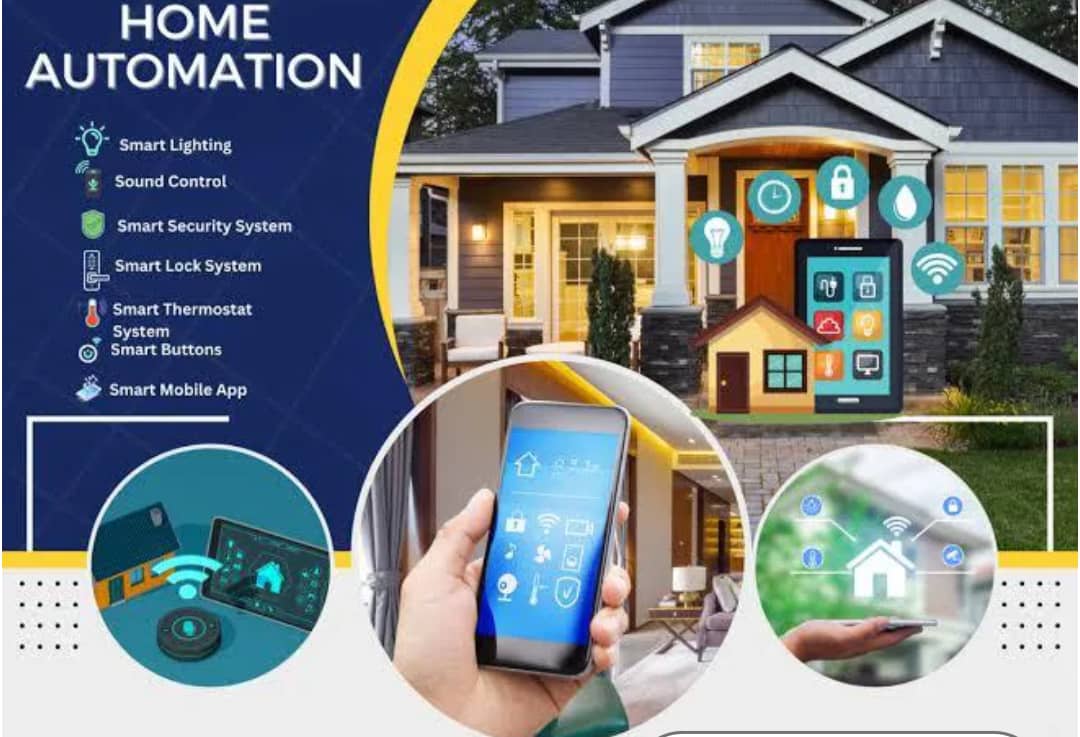 HOME
AUTOMATION
Smart Lighting
Sound Control
Smart Security System
Smart Lock System
Smart Thermostat
System
Smart Buttons
Smart Mobile App